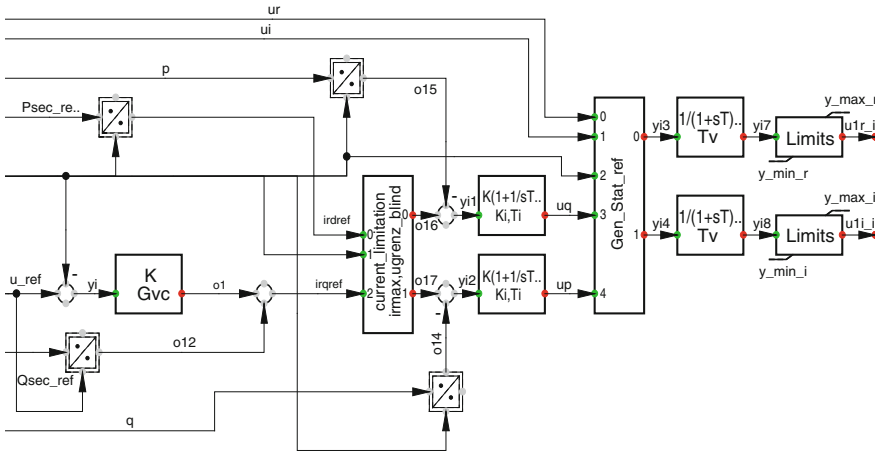 ur
ui
p
o15
Psec_re..
y_max_r
0
1
2
3
4
Gen_Stat_ref
0
1
yi3
1/(1+sT)..
Tv
yi7
Limits
u1r_i
y_min_r
irdref
0
1
2
current_limitation
irmax,ugrenz_blind
0
1
-
o16
yi1
K(1+1/sT..
Ki,Ti
uq
yi4
1/(1+sT)..
Tv
yi8
Limits
y_max_i
u1i_i
y_min_i
u_ref
-
yi
K
Gvc
o1
irqref
o17
yi2
K(1+1/sT..
Ki,Ti
up
-
o14
o12
Qsec_ref
q